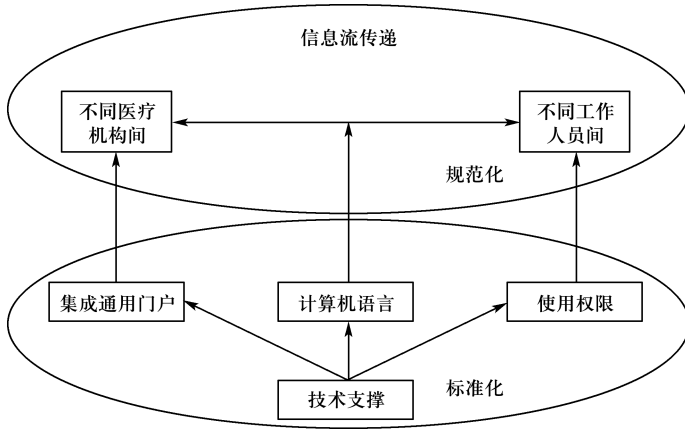 信息流传递
不同医疗
机构间
不同工作
人员间
规范化
集成通用门户
计算机语言
使用权限
技术支撑
标准化